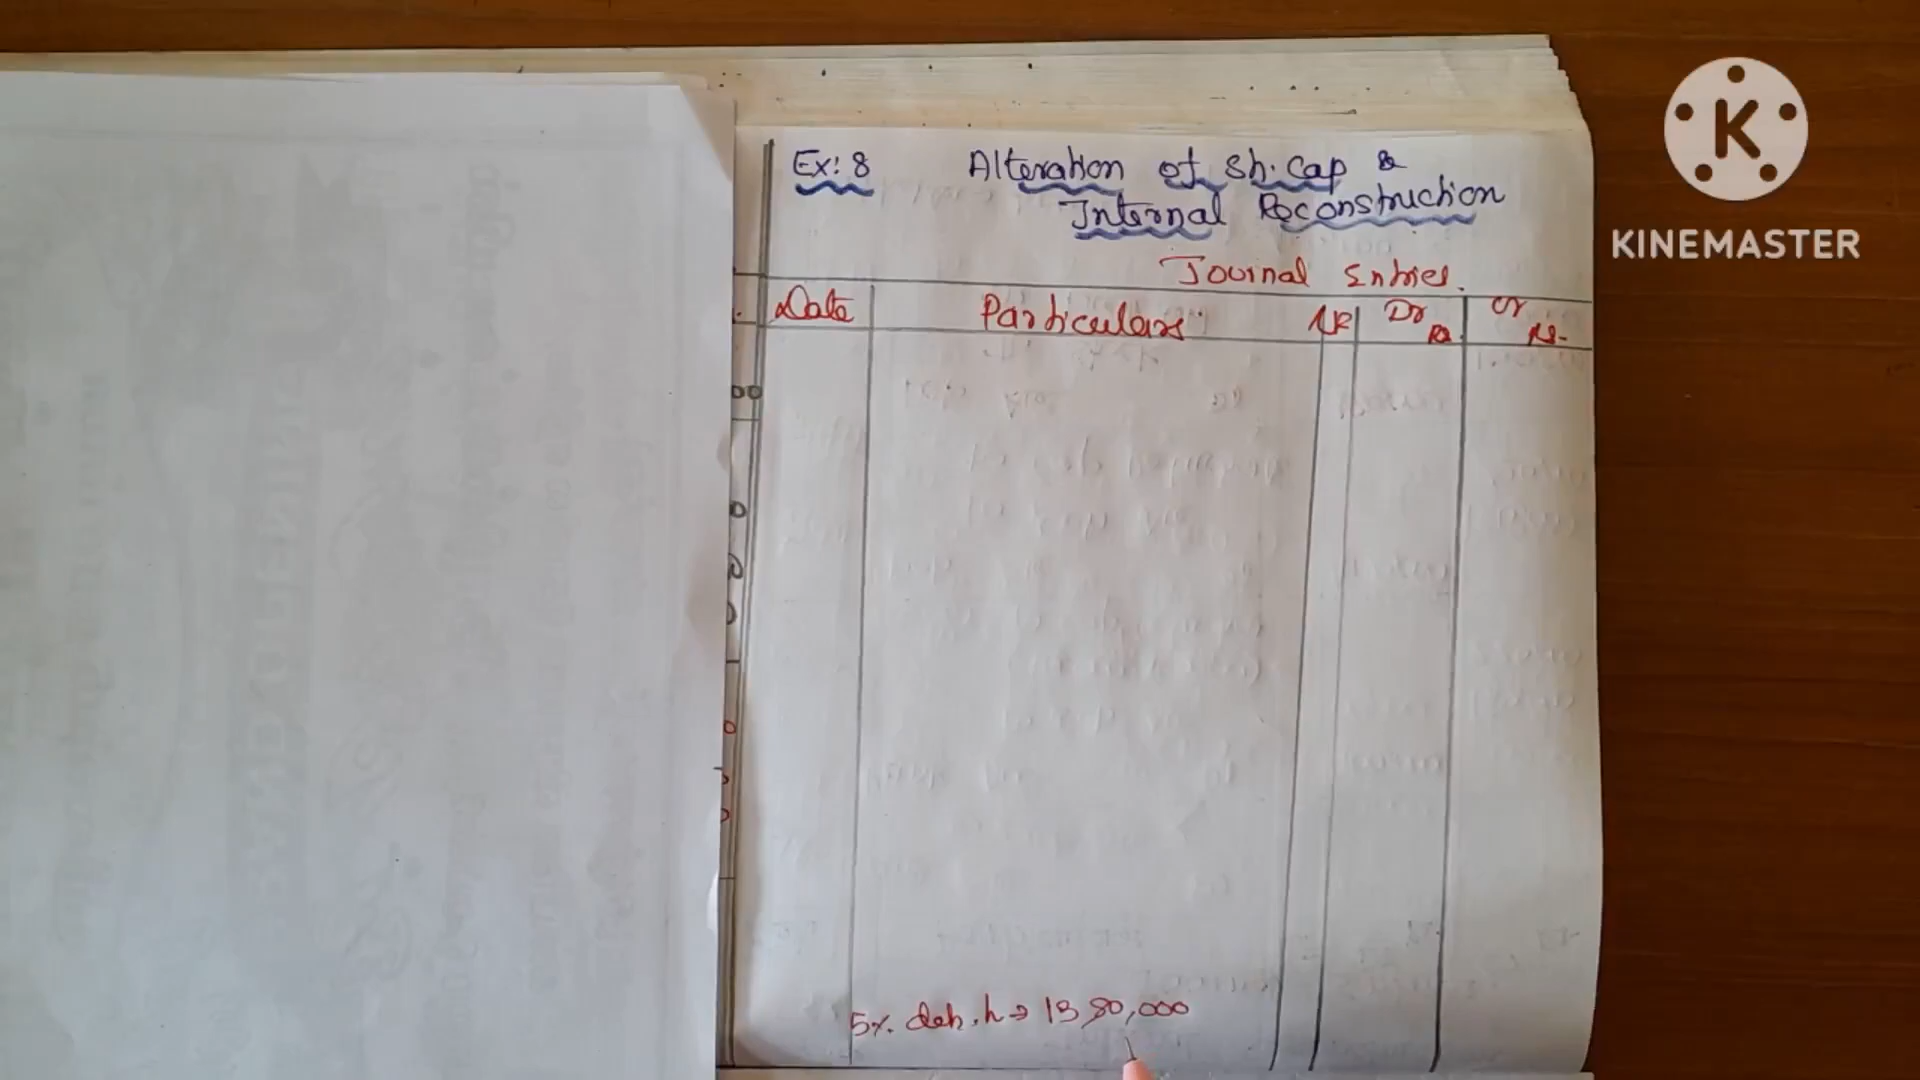 Ex: 8 Alteration of Sh. Cap &
Internal Reconstruction
Journal Entries.
Date Particulars LF Dr Rs. Cr Rs.
00
5%. deb. h → 13,80,000
K
KINEMASTER